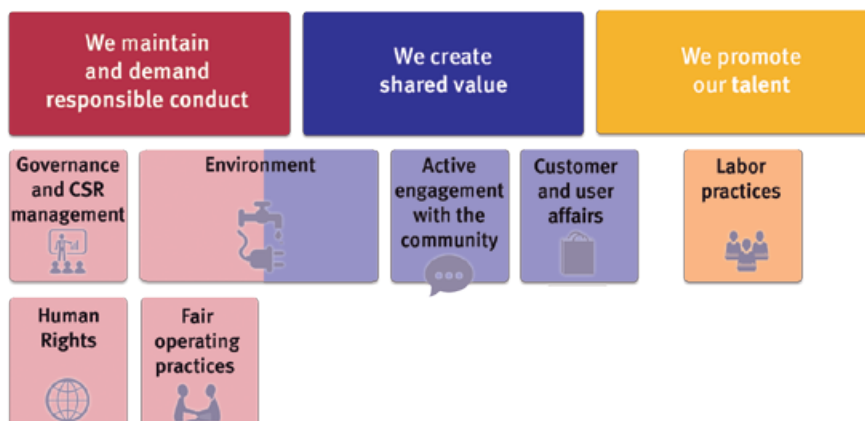 We maintain
and demand
responsible conduct
We create
shared value
We promote
our talent
Governance
and CSR
management
Environment
Active
engagement
with the
community
Customer
and user
affairs
Labor
practices
Human
Rights
Fair
operating
practices